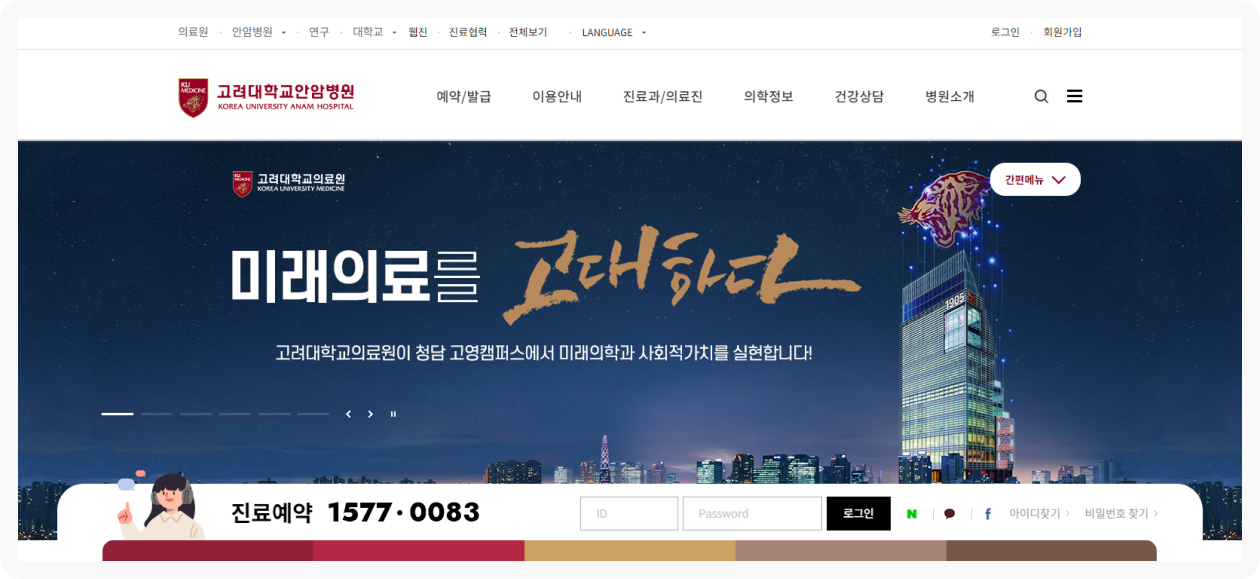 의료원 · 안암병원 · 연구 · 대학교 웹진 · 진료협력 · 전체보기 · LANGUAGE 로그인 · 회원가입
KU MEDICINE 고려대학교안암병원
KOREA UNIVERSITY ANAM HOSPITAL
예약/발급 이용안내 진료과/의료진 의학정보 건강상담 병원소개
고려대학교의료원
KOREA UNIVERSITY MEDICINE
간편메뉴
미래의료를 고대하다
1905
고려대학교의료원이 청담 고영캠퍼스에서 미래의학과 사회적가치를 실현합니다!
진료예약 1577·0083 ID Password 로그인 N f 아이디찾기 > 비밀번호 찾기 >